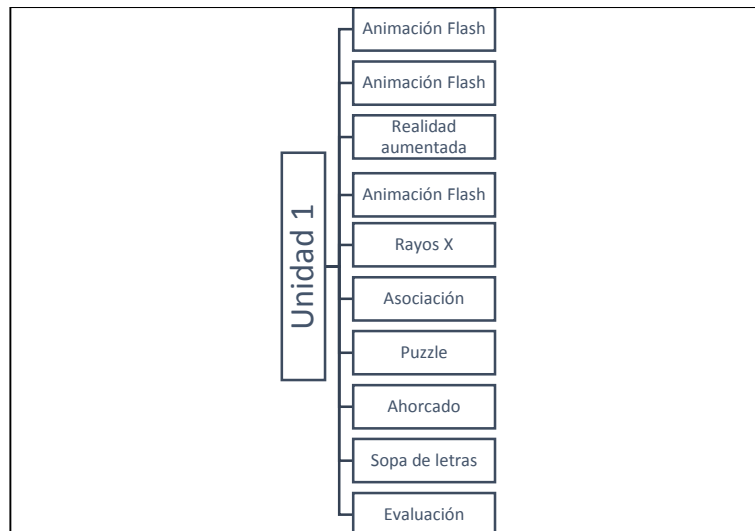 Unidad 1
Animación Flash
Animación Flash
Realidad
aumentada
Animación Flash
Rayos X
Asociación
Puzzle
Ahorcado
Sopa de letras
Evaluación